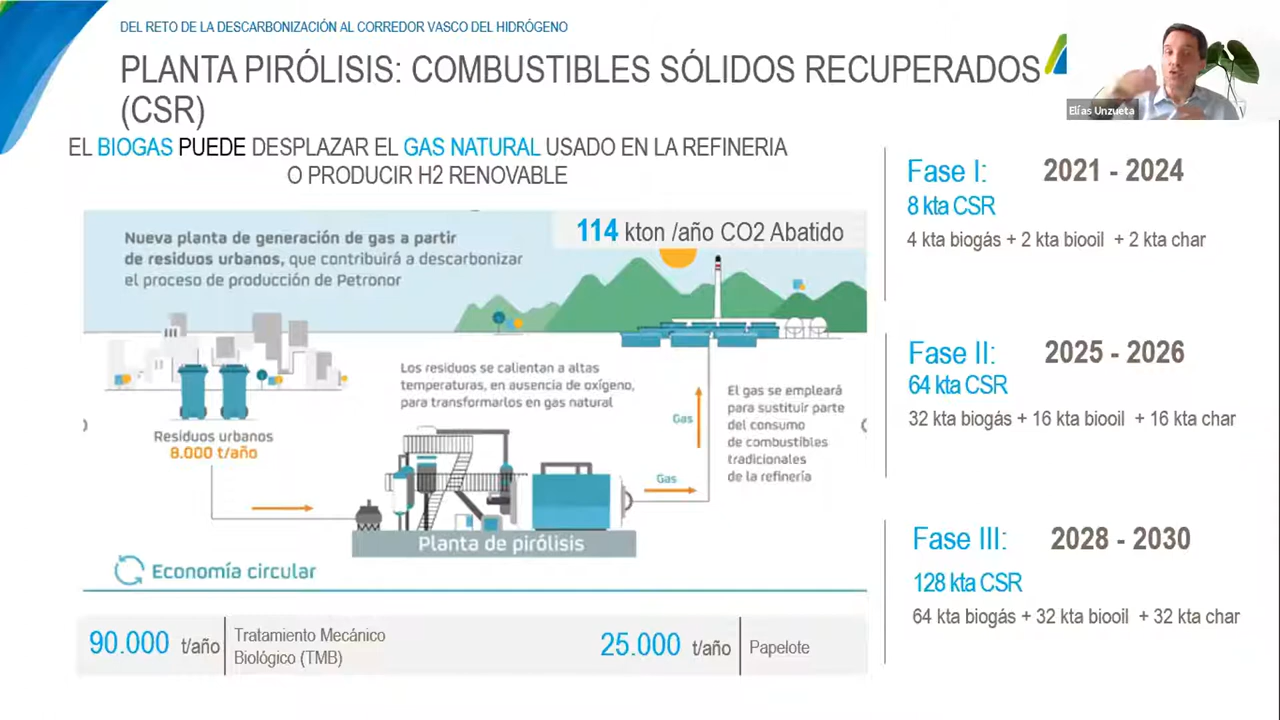 DEL RETO DE LA DESCARBONIZACIÓN AL CORREDOR VASCO DEL HIDRÓGENO
PLANTA PIRÓLISIS: COMBUSTIBLES SÓLIDOS RECUPERADOS
(CSR)
Elías Unzueta
EL BIOGAS PUEDE DESPLAZAR EL GAS NATURAL USADO EN LA REFINERIA
O PRODUCIR H2 RENOVABLE
114 kton /año CO2 Abatido
Nueva planta de generación de gas a partir
de residuos urbanos, que contribuirá a descarbonizar
el proceso de producción de Petronor
Los residuos se calientan a altas
temperaturas, en ausencia de oxígeno,
para transformarlos en gas natural
El gas se empleará
para sustituir parte
del consumo
de combustibles
tradicionales
de la refinería
Gas
Residuos urbanos
8.000 t/año
Gas
Planta de pirólisis
Economía circular
90.000 t/año
Tratamiento Mecánico
Biológico (TMB)
25.000 t/año
Papelote
Fase I: 2021 - 2024
8 kta CSR
4 kta biogás + 2 kta biooil + 2 kta char
Fase II: 2025 - 2026
64 kta CSR
32 kta biogás + 16 kta biooil + 16 kta char
Fase III: 2028 - 2030
128 kta CSR
64 kta biogás + 32 kta biooil + 32 kta char